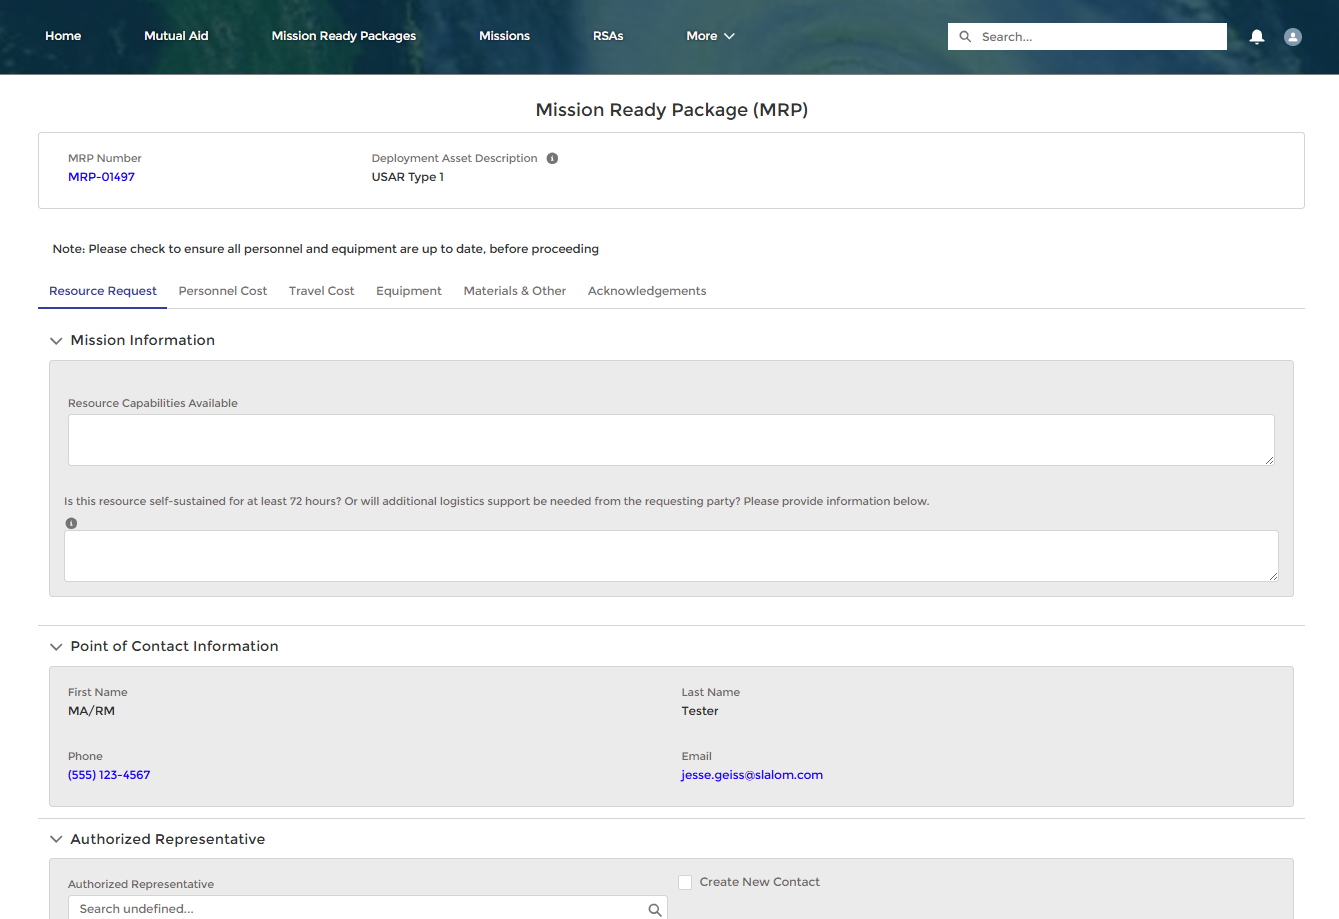 Home Mutual Aid Mission Ready Packages Missions RSAs More Search...
Mission Ready Package (MRP)
MRP Number Deployment Asset Description
MRP-01497 USAR Type 1
Note: Please check to ensure all personnel and equipment are up to date, before proceeding
Resource Request Personnel Cost Travel Cost Equipment Materials & Other Acknowledgements
Mission Information
Resource Capabilities Available
Is this resource self-sustained for at least 72 hours? Or will additional logistics support be needed from the requesting party? Please provide information below.
Point of Contact Information
First Name Last Name
MA/RM Tester
Phone Email
(555) 123-4567 jesse.geiss@slalom.com
Authorized Representative
Authorized Representative Create New Contact
Search undefined...